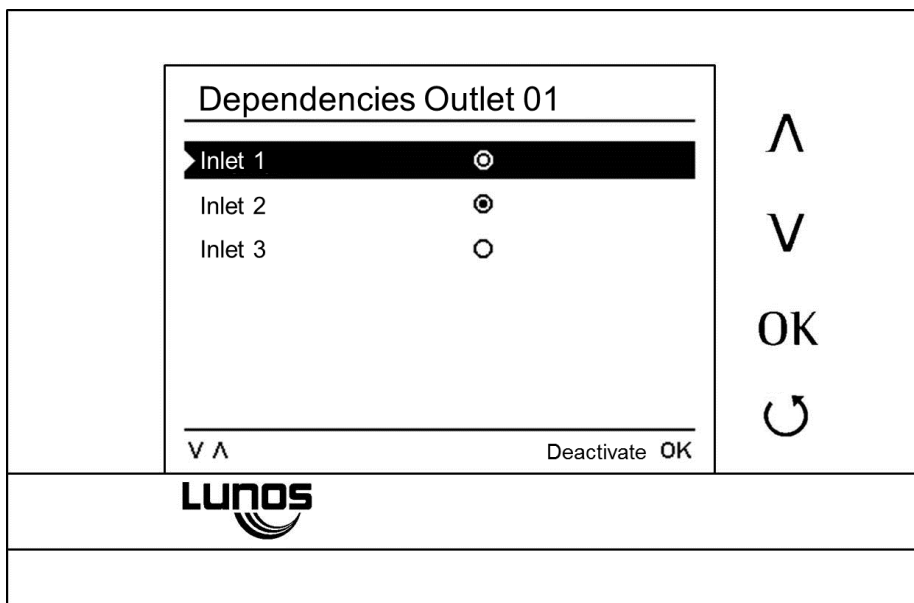 Dependencies Outlet 01
Inlet 1
Inlet 2
Inlet 3
V Λ
Deactivate OK
Λ
V
OK
LUNOS